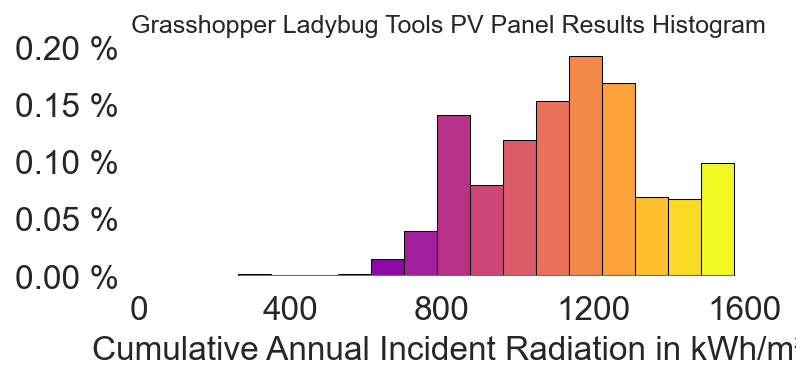 Grasshopper Ladybug Tools PV Panel Results Histogram
0.20 %
0.15 %
0.10 %
0.05 %
0.00 %
0 400 800 1200 1600
Cumulative Annual Incident Radiation in kWh/m²